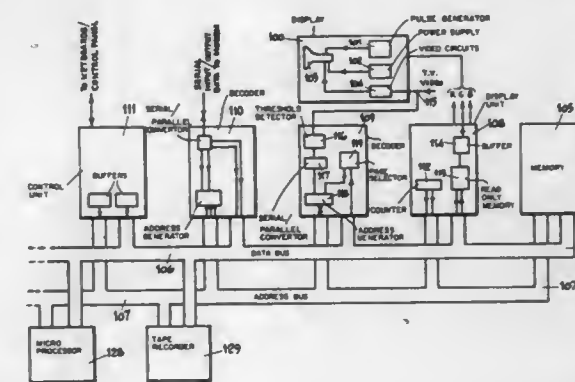 DISPLAY
PULSE GENERATOR
POWER SUPPLY
VIDEO CIRCUITS
100
101
102
103
104
TO KEYBOARD/
CONTROL PANEL
SERIAL
INPUT/OUTPUT
DATA TO MODEM
T.V.
VIDEO
115
R G B
SERIAL/
PARALLEL
CONVERTOR
DECODER
THRESHOLD
DETECTOR
DISPLAY
UNIT
111
110
109
108
105
116
DECODER
114
BUFFER
MEMORY
CONTROL
UNIT
BUFFERS
117
119
PAGE
SELECTOR
112
113
118
COUNTER
READ
ONLY
MEMORY
ADDRESS
GENERATOR
SERIAL/
PARALLEL
CONVERTOR
ADDRESS
GENERATOR
106
DATA BUS
107
ADDRESS BUS
107
MICRO
PROCESSOR
128
TAPE
RECORDER
129